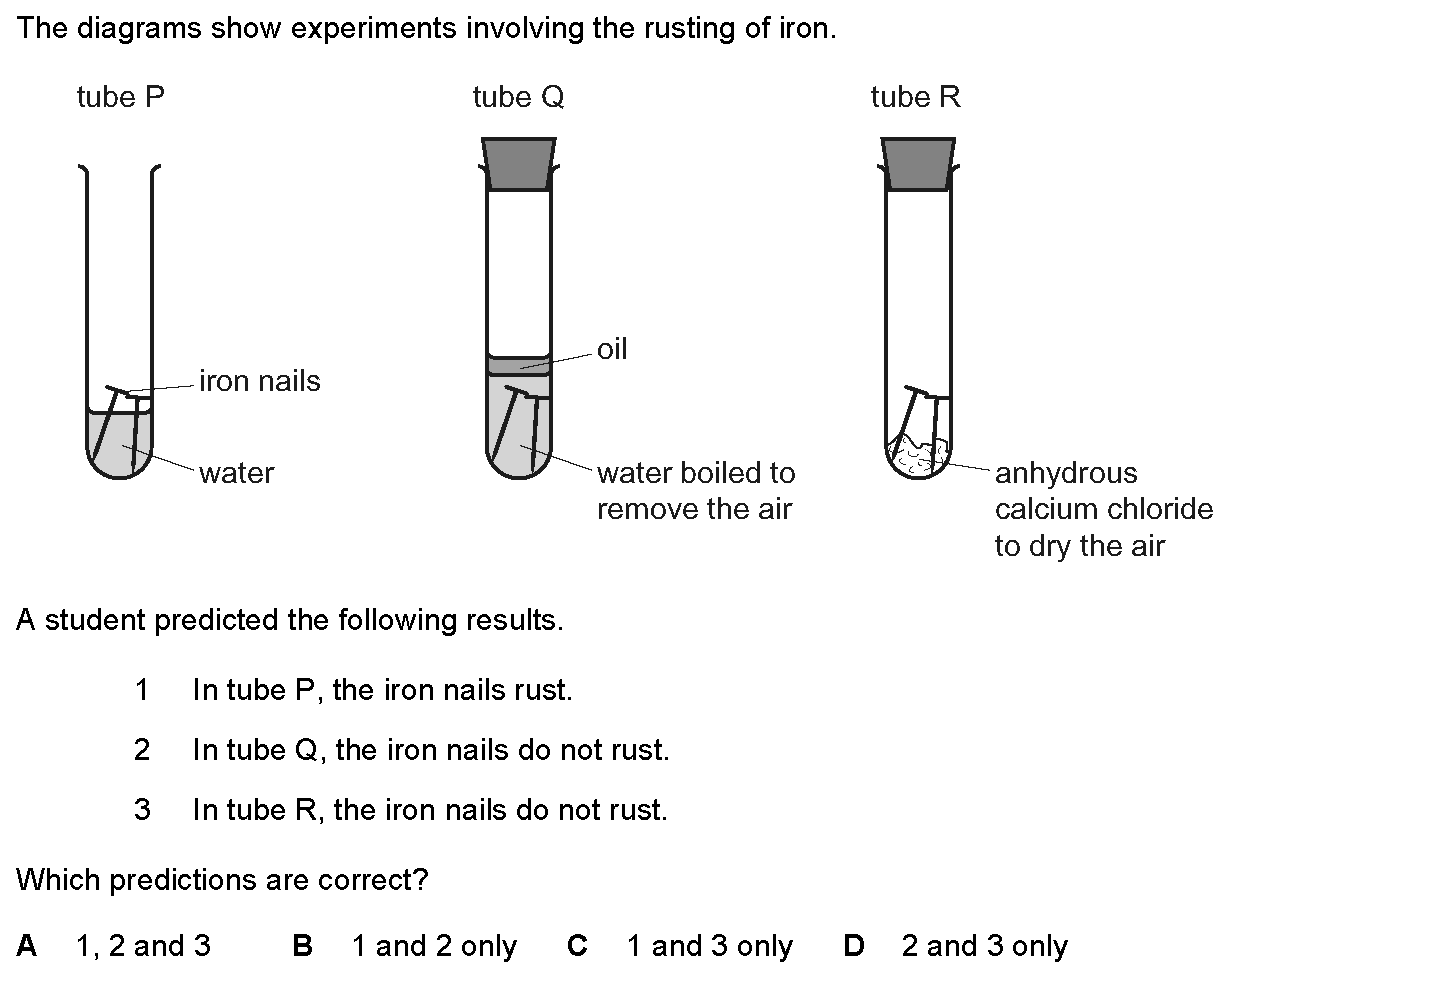 The diagrams show experiments involving the rusting of iron.
tube P
tube Q
tube R
oil
iron nails
water
water boiled to
remove the air
anhydrous
calcium chloride
to dry the air
A student predicted the following results.
1 In tube P, the iron nails rust.
2 In tube Q, the iron nails do not rust.
3 In tube R, the iron nails do not rust.
Which predictions are correct?
A 1, 2 and 3 B 1 and 2 only C 1 and 3 only D 2 and 3 only